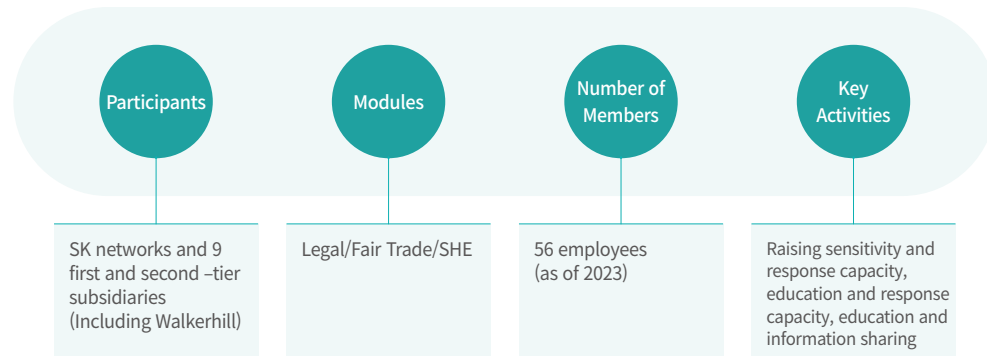 Participants
Modules
Number of
Members
Key
Activities
SK networks and 9
first and second –tier
subsidiaries
(Including Walkerhill)
Legal/Fair Trade/SHE
56 employees
(as of 2023)
Raising sensitivity and
response capacity,
education and response
capacity, education and
information sharing